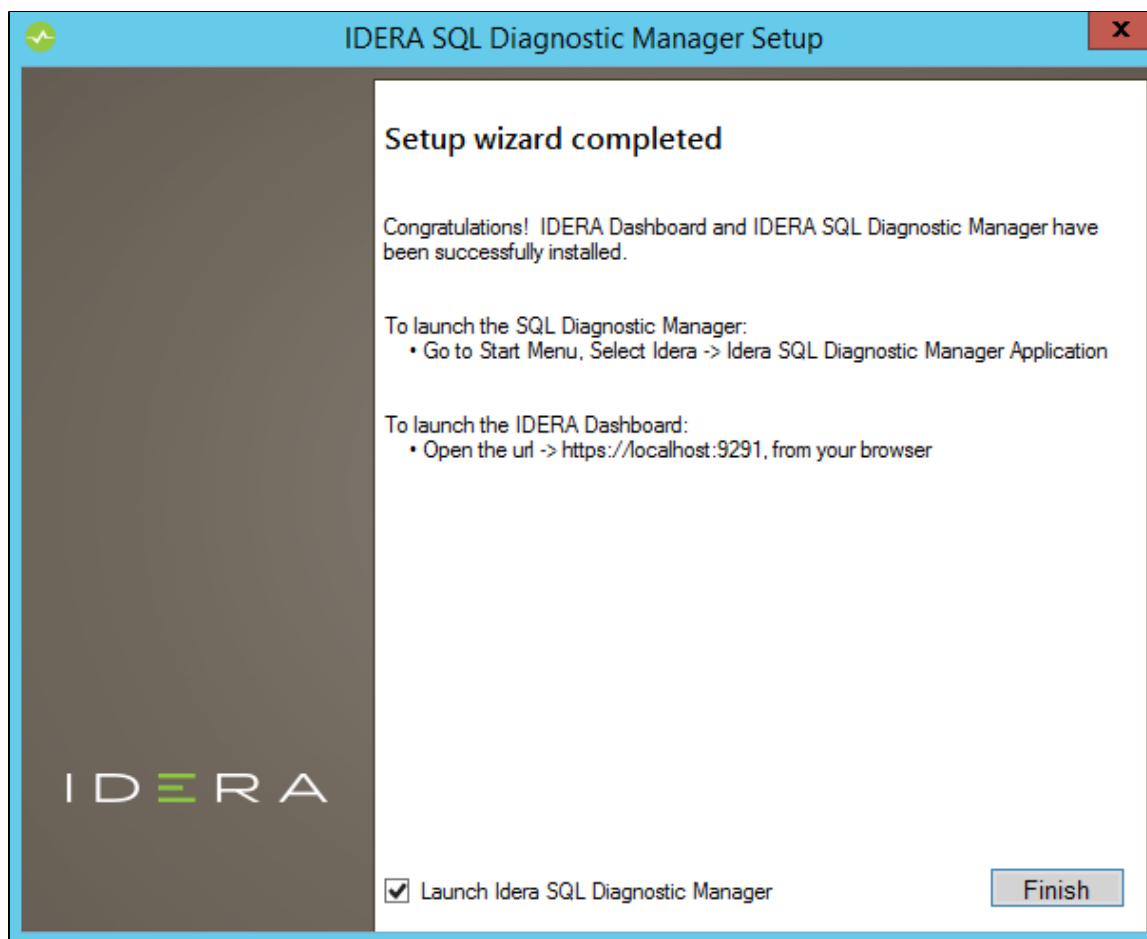 IDERA SQL Diagnostic Manager Setup
x
Setup wizard completed
Congratulations!  IDERA Dashboard and IDERA SQL Diagnostic Manager have
been successfully installed.
To launch the SQL Diagnostic Manager:
• Go to Start Menu, Select Idera -> Idera SQL Diagnostic Manager Application
To launch the IDERA Dashboard:
• Open the url -> https://localhost:9291, from your browser
IDERA
Launch Idera SQL Diagnostic Manager
Finish